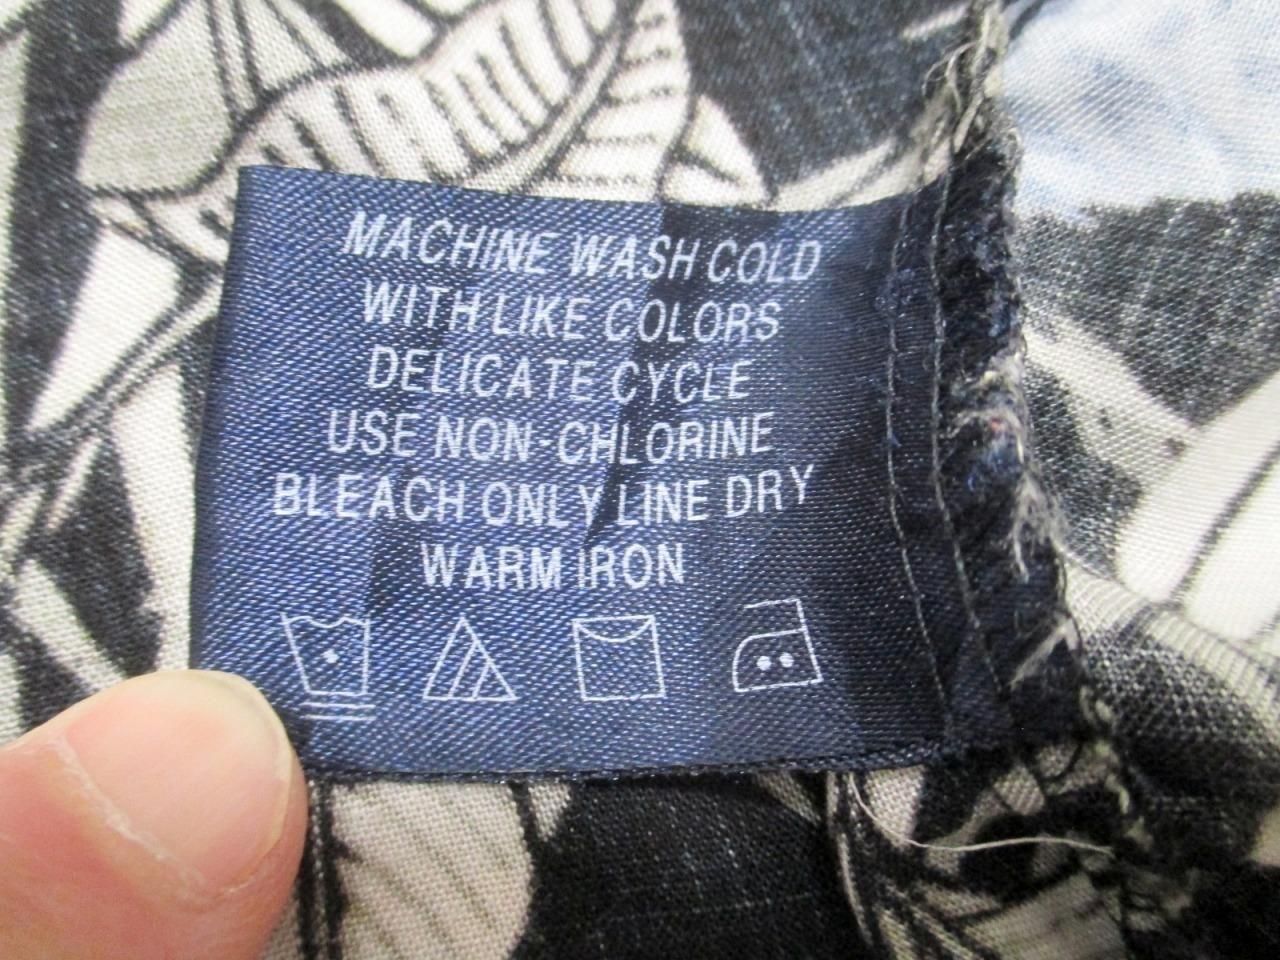 MACHINE WASH COLD
WITH LIKE COLORS
DELICATE CYCLE
USE NON-CHLORINE
BLEACH ONLY LINE DRY
WARM IRON